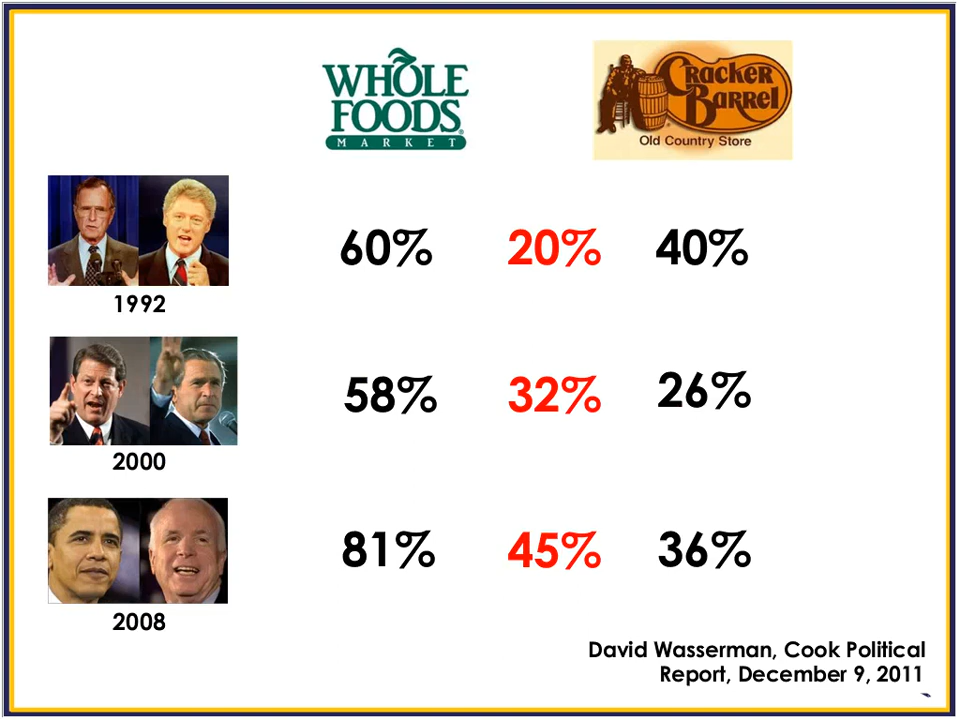 WHOLE
FOODS
MARKET
CRACKER
BARREL
Old Country Store
60% 20% 40%
1992
58% 32% 26%
2000
81% 45% 36%
2008
David Wasserman, Cook Political
Report, December 9, 2011